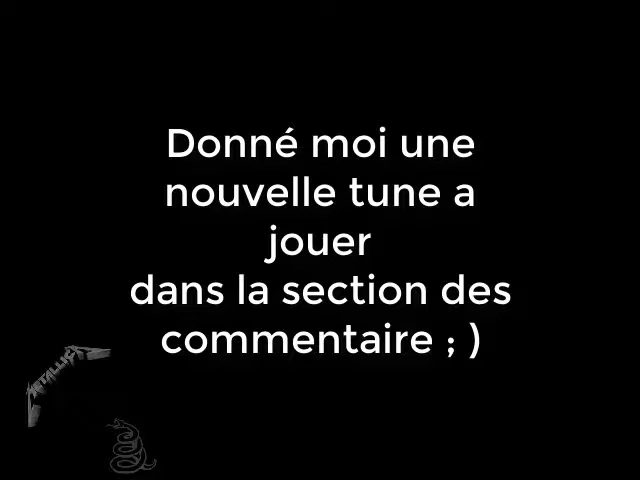 Donné moi une
nouvelle tune a
jouer
dans la section des
commentaire ; )
METALLICA